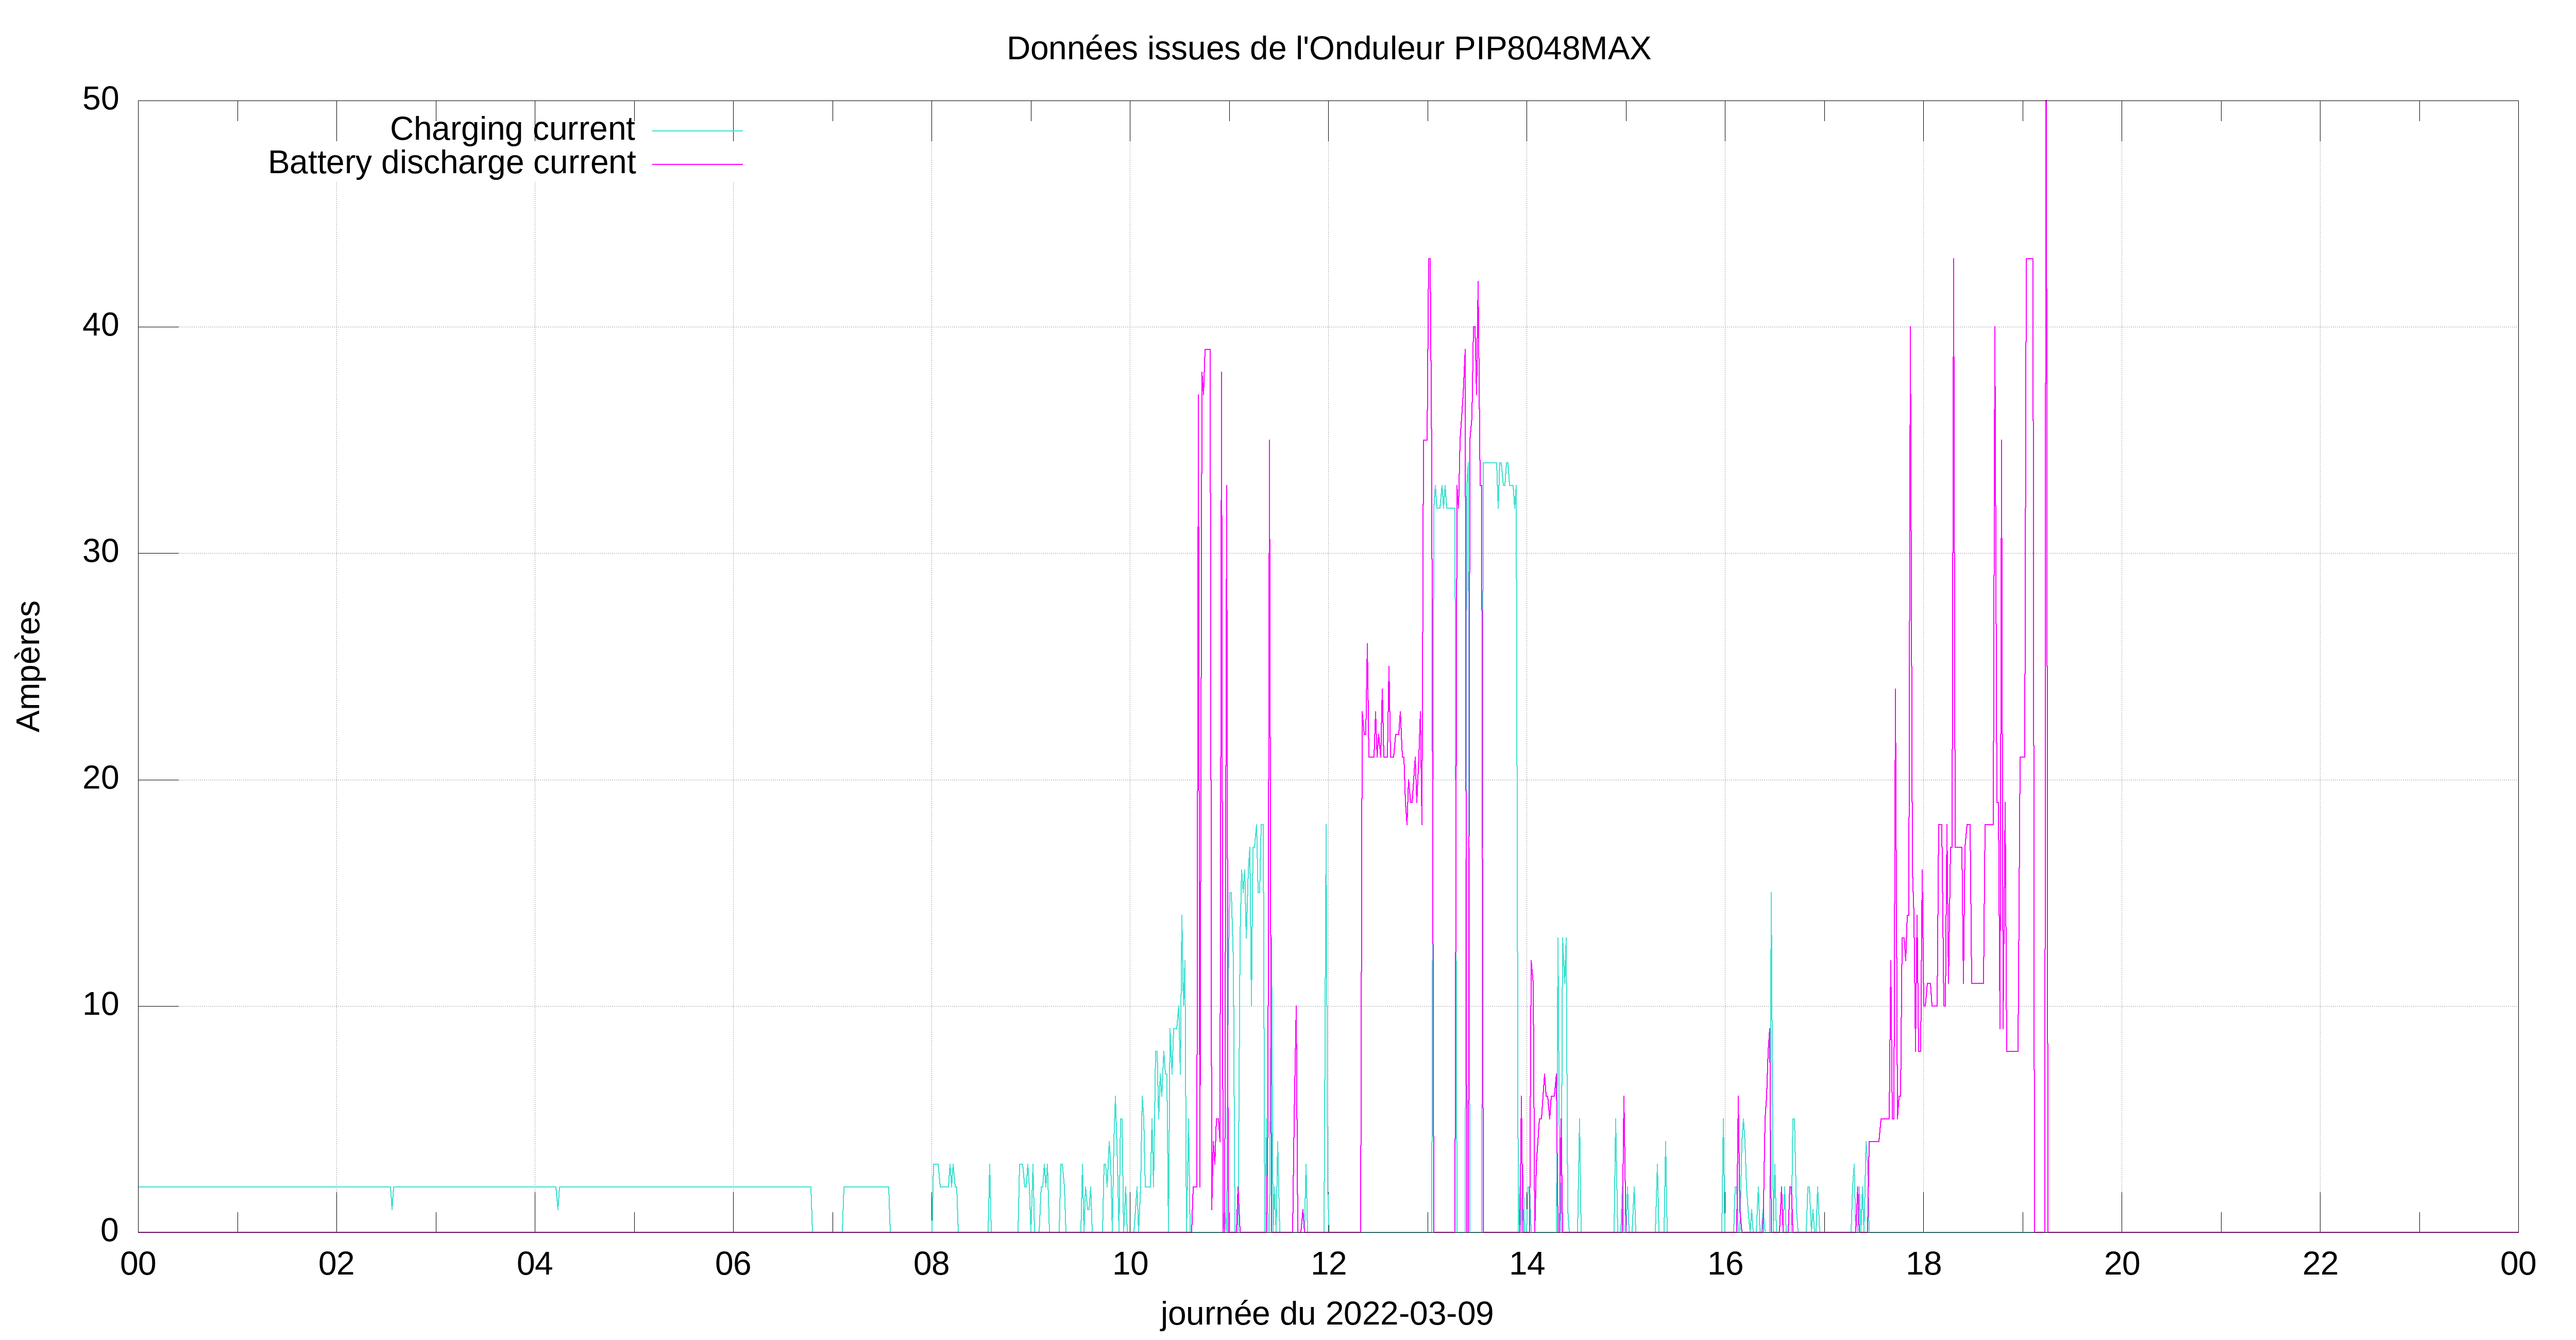 Données issues de l'Onduleur PIP8048MAX
50
Charging current
Battery discharge current
40
30
20
10
0
Ampères
00 02 04 06 08 10 12 14 16 18 20 22 00
journée du 2022-03-09